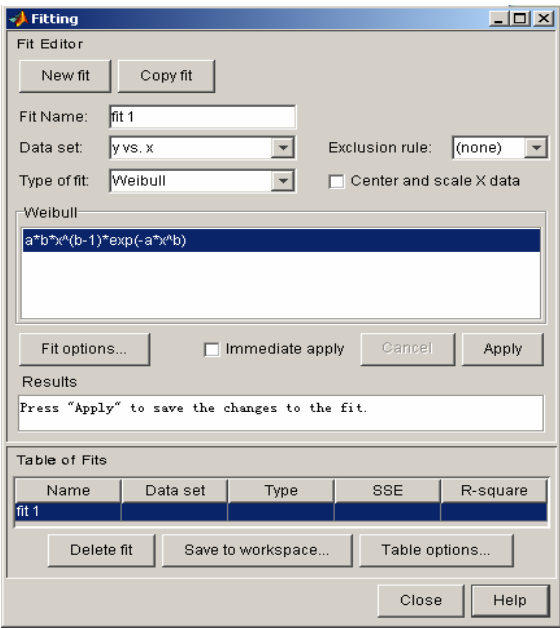 Fitting
Fit Editor
New fit Copy fit
Fit Name: fit 1
Data set: y vs. x Exclusion rule: (none)
Type of fit: Weibull Center and scale X data
Weibull
a*b*x^(b-1)*exp(-a*x^b)
Fit options... Immediate apply Cancel Apply
Results
Press "Apply" to save the changes to the fit.
Table of Fits
Name Data set Type SSE R-square
fit 1
Delete fit Save to workspace... Table options...
Close Help